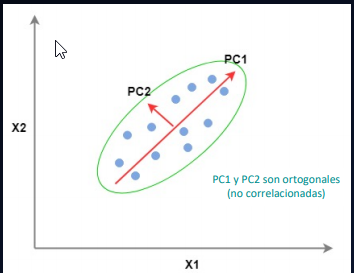 PC1
PC2
X2
PC1 y PC2 son ortogonales
(no correlacionadas)
X1